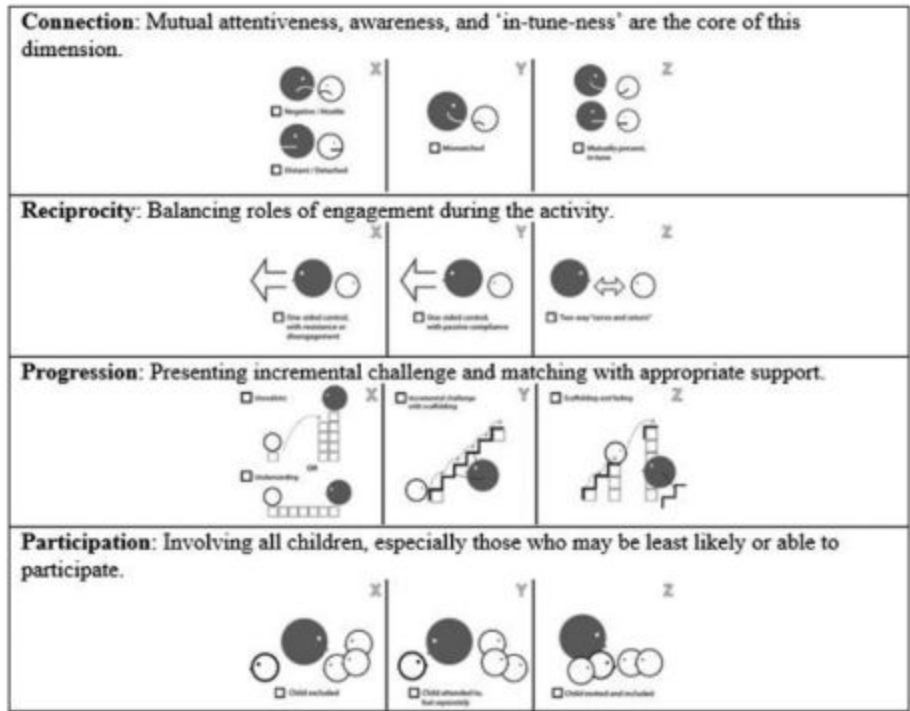 Connection: Mutual attentiveness, awareness, and ‘in-tune-ness’ are the core of this
dimension.
X Y Z
Negative / Hostile
Distant / Detached
Mismatched
Mutually present,
in-tune
Reciprocity: Balancing roles of engagement during the activity.
X Y Z
One-sided control,
with resistance or
disengagement
One-sided control,
with passive compliance
Two-way "serve and return"
Progression: Presenting incremental challenge and matching with appropriate support.
X Y Z
Unrealistic
OR
Undemanding
Incremental challenge
with scaffolding
Scaffolding and fading
Participation: Involving all children, especially those who may be least likely or able to
participate.
X Y Z
Child excluded
Child attended to,
but separately
Child invited and included